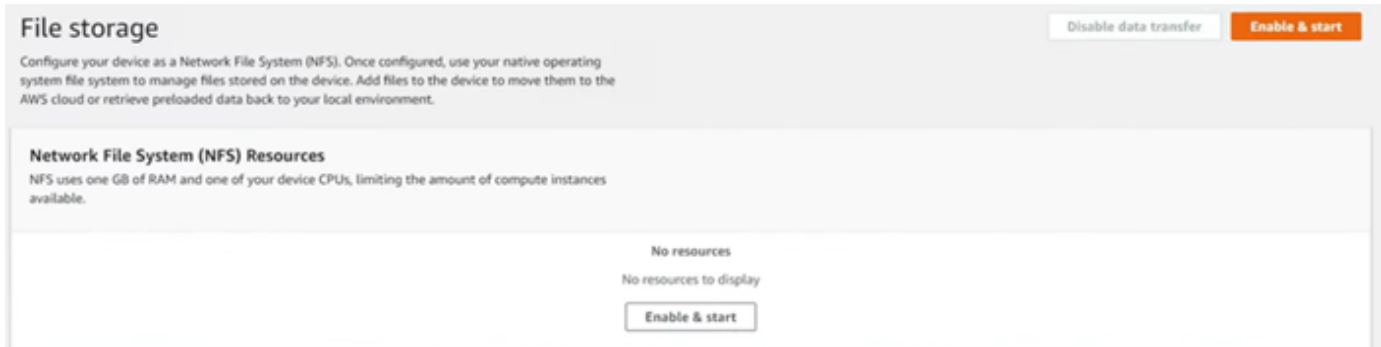 File storage
Disable data transfer
Enable & start
Configure your device as a Network File System (NFS). Once configured, use your native operating
system file system to manage files stored on the device. Add files to the device to move them to the
AWS cloud or retrieve preloaded data back to your local environment.
Network File System (NFS) Resources
NFS uses one GB of RAM and one of your device CPUs, limiting the amount of compute instances
available.
No resources
No resources to display
Enable & start